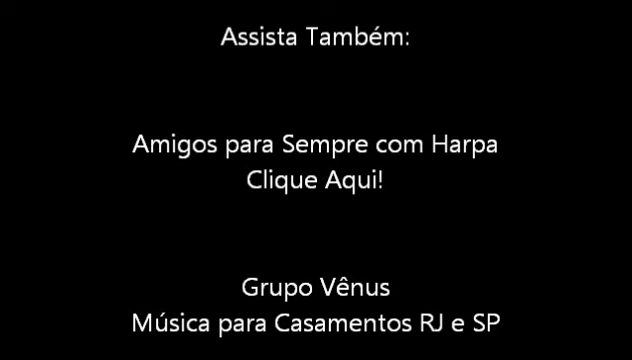 Assista Também:
Amigos para Sempre com Harpa
Clique Aqui!
Grupo Vênus
Música para Casamentos RJ e SP